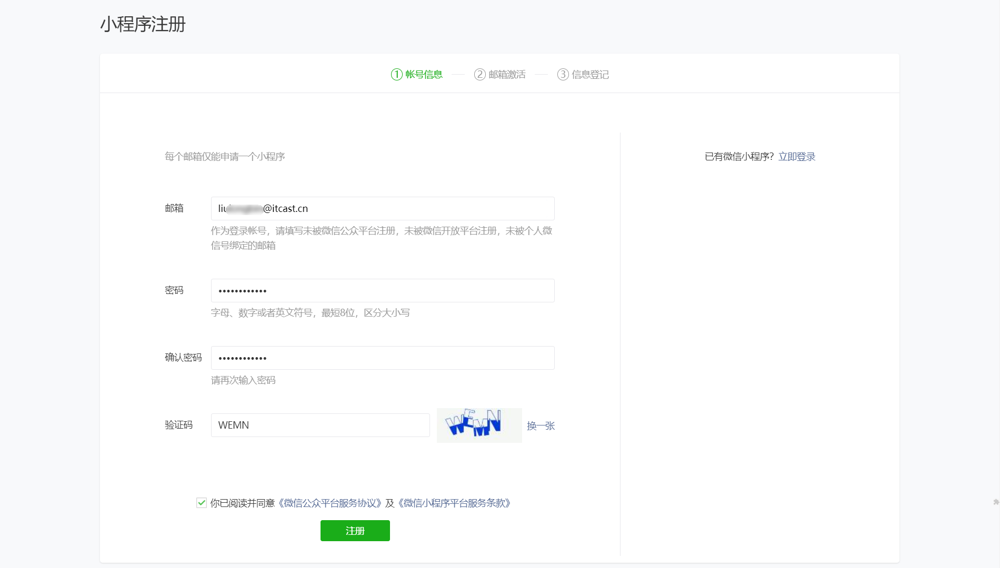 小程序注册
① 帐号信息 — ② 邮箱激活 — ③ 信息登记
每个邮箱仅能申请一个小程序
已有微信小程序? 立即登录
邮箱
liu @itcast.cn
作为登录帐号，请填写未被微信公众平台注册，未被微信开放平台注册，未被个人微
信号绑定的邮箱
密码
••••••••••••
字母、数字或者英文符号，最短8位，区分大小写
确认密码
••••••••••••
请再次输入密码
验证码
WEMN
WEMN
换一张
你已阅读并同意《微信公众平台服务协议》及《微信小程序平台服务条款》
注册